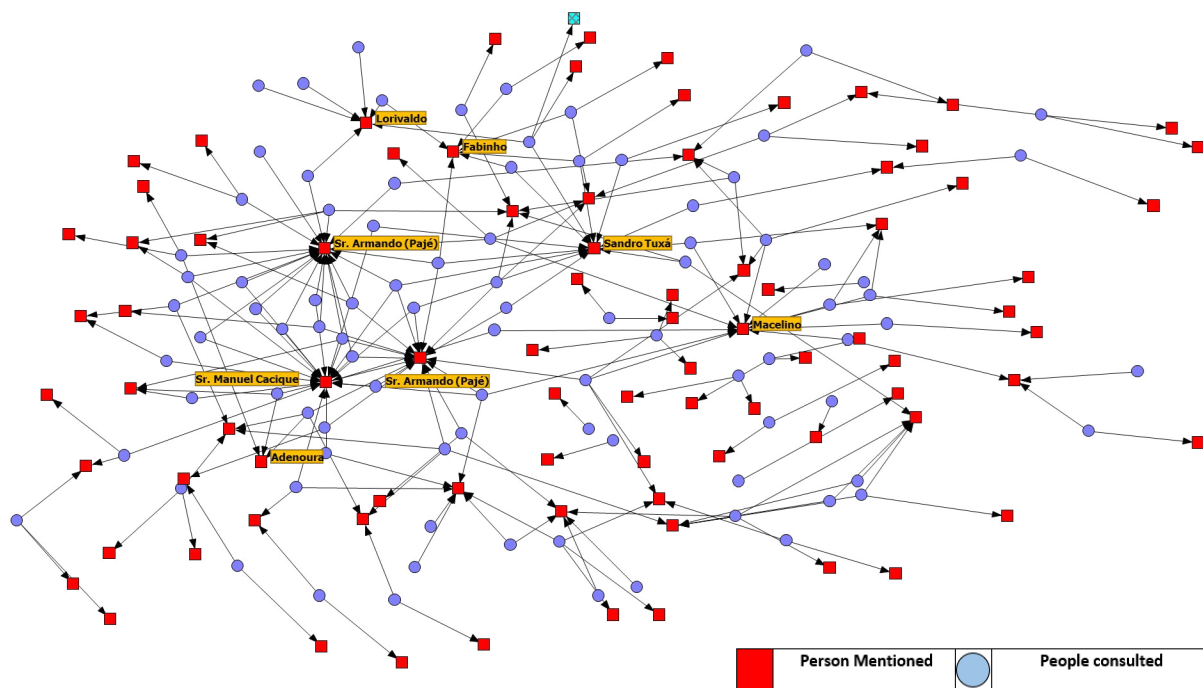 Lorivaldo
Fabinho
Sr. Armando (Pajé)
Sandro Tuxá
Macelino
Sr. Manuel Cacique
Sr. Armando (Pajé)
Adenoura
Person Mentioned
People consulted